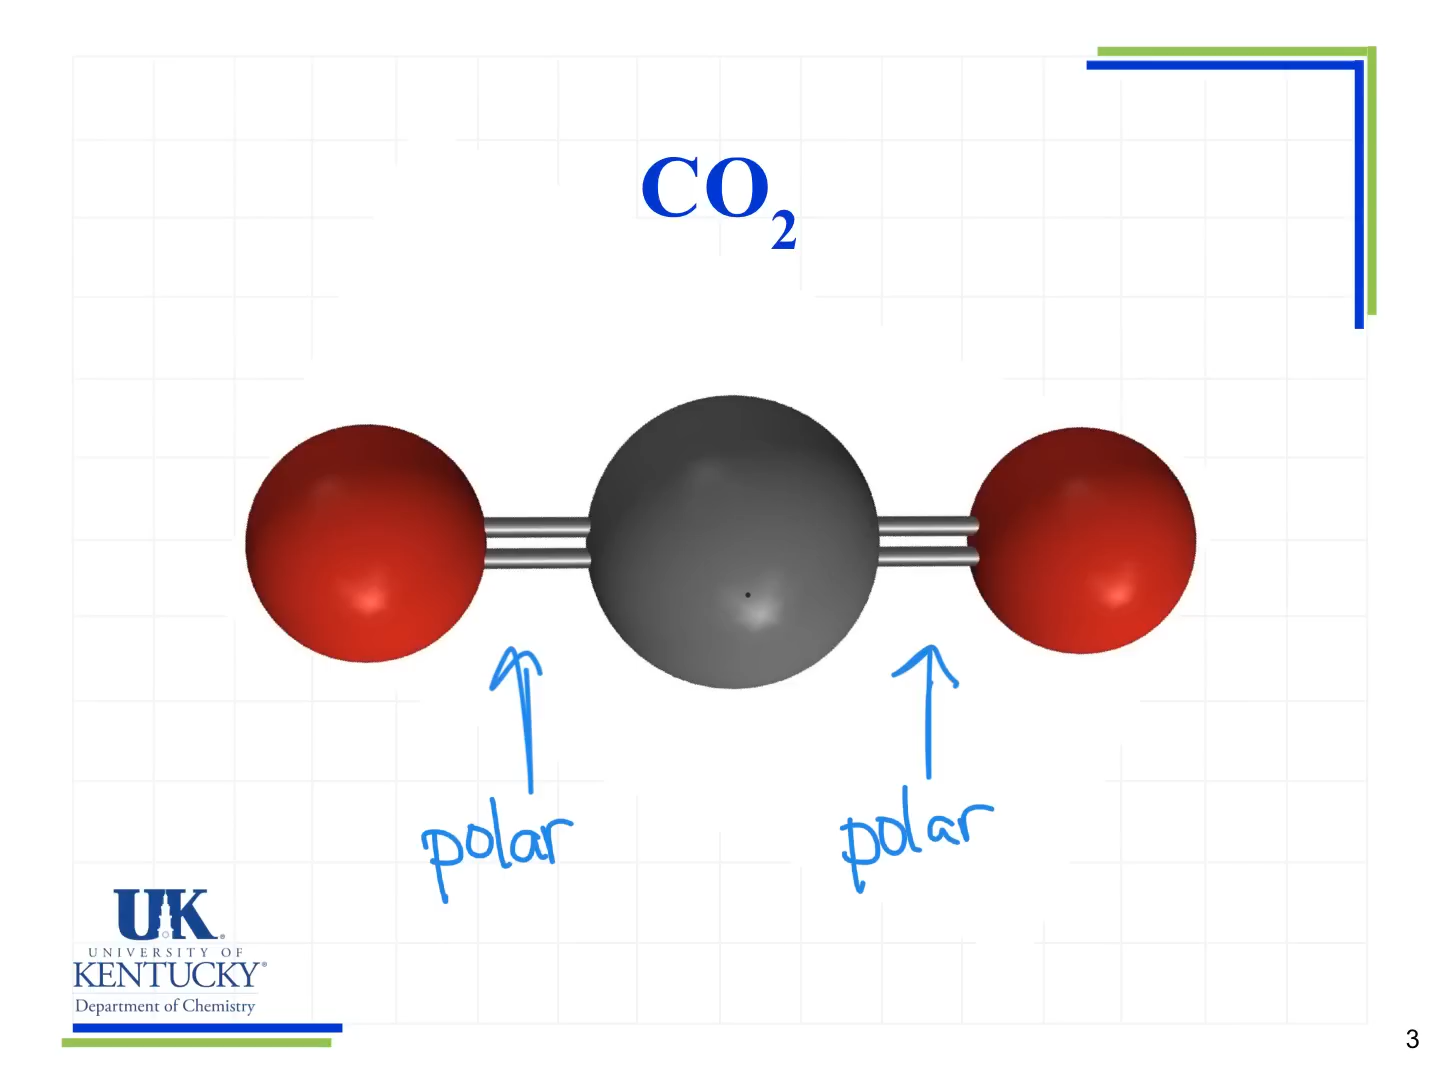 CO₂
polar
polar
UK
UNIVERSITY OF
KENTUCKY®
Department of Chemistry
3